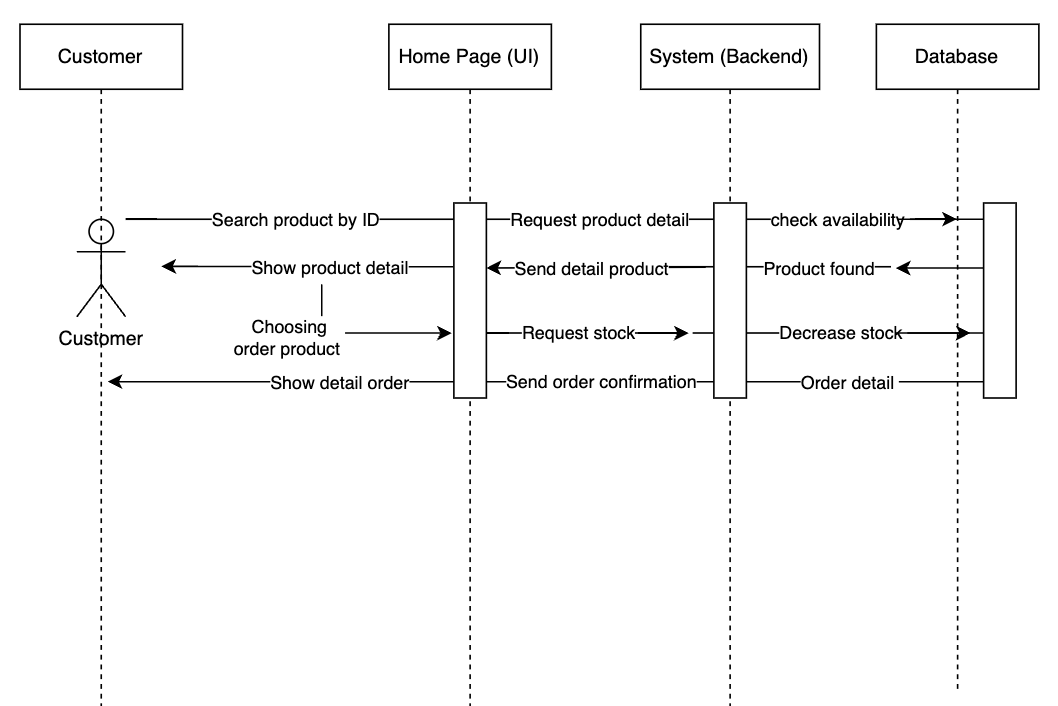 Customer
Home Page (UI)
System (Backend)
Database
Search product by ID
Request product detail
check availability
Show product detail
Send detail product
Product found
Choosing
order product
Request stock
Decrease stock
Customer
Show detail order
Send order confirmation
Order detail